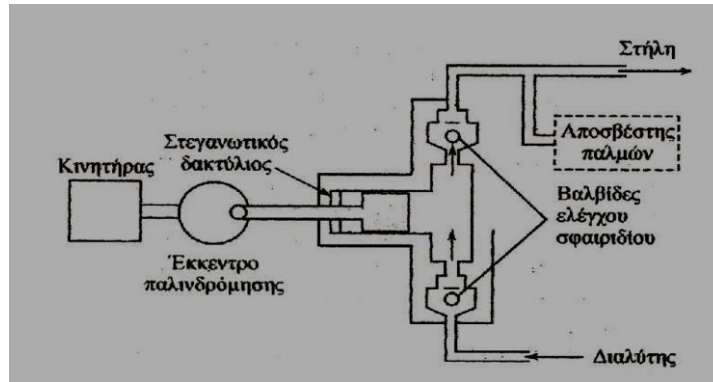 Στήλη
Αποσβέστης
παλμών
Στεγανωτικός
δακτύλιος
Κινητήρας
Βαλβίδες
ελέγχου
σφαιριδίου
Έκκεντρο
παλινδρόμησης
Διαλύτης